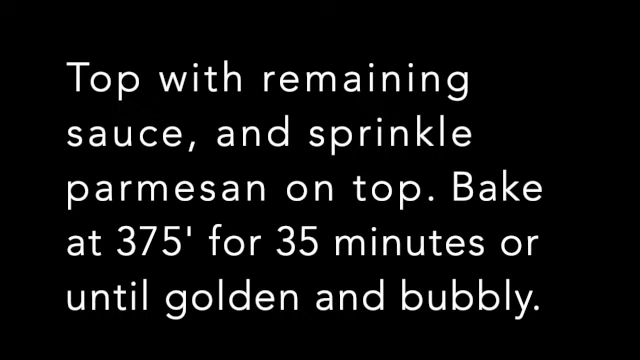 Top with remaining
sauce, and sprinkle
parmesan on top. Bake
at 375' for 35 minutes or
until golden and bubbly.